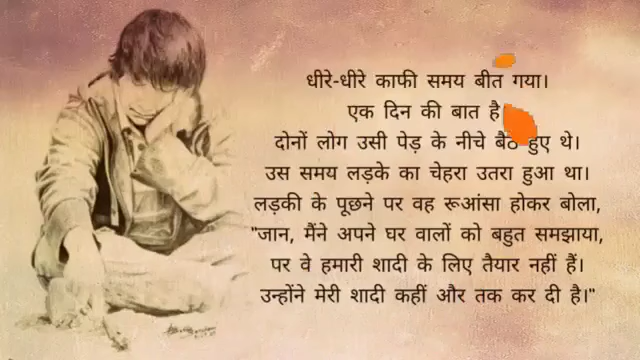 धीरे-धीरे काफी समय बीत गया।
एक दिन की बात है
दोनों लोग उसी पेड़ के नीचे बैठे हुए थे।
उस समय लड़के का चेहरा उतरा हुआ था।
लड़की के पूछने पर वह रूआंसा होकर बोला,
"जान, मैंने अपने घर वालों को बहुत समझाया,
पर वे हमारी शादी के लिए तैयार नहीं हैं।
उन्होंने मेरी शादी कहीं और तक कर दी है।"